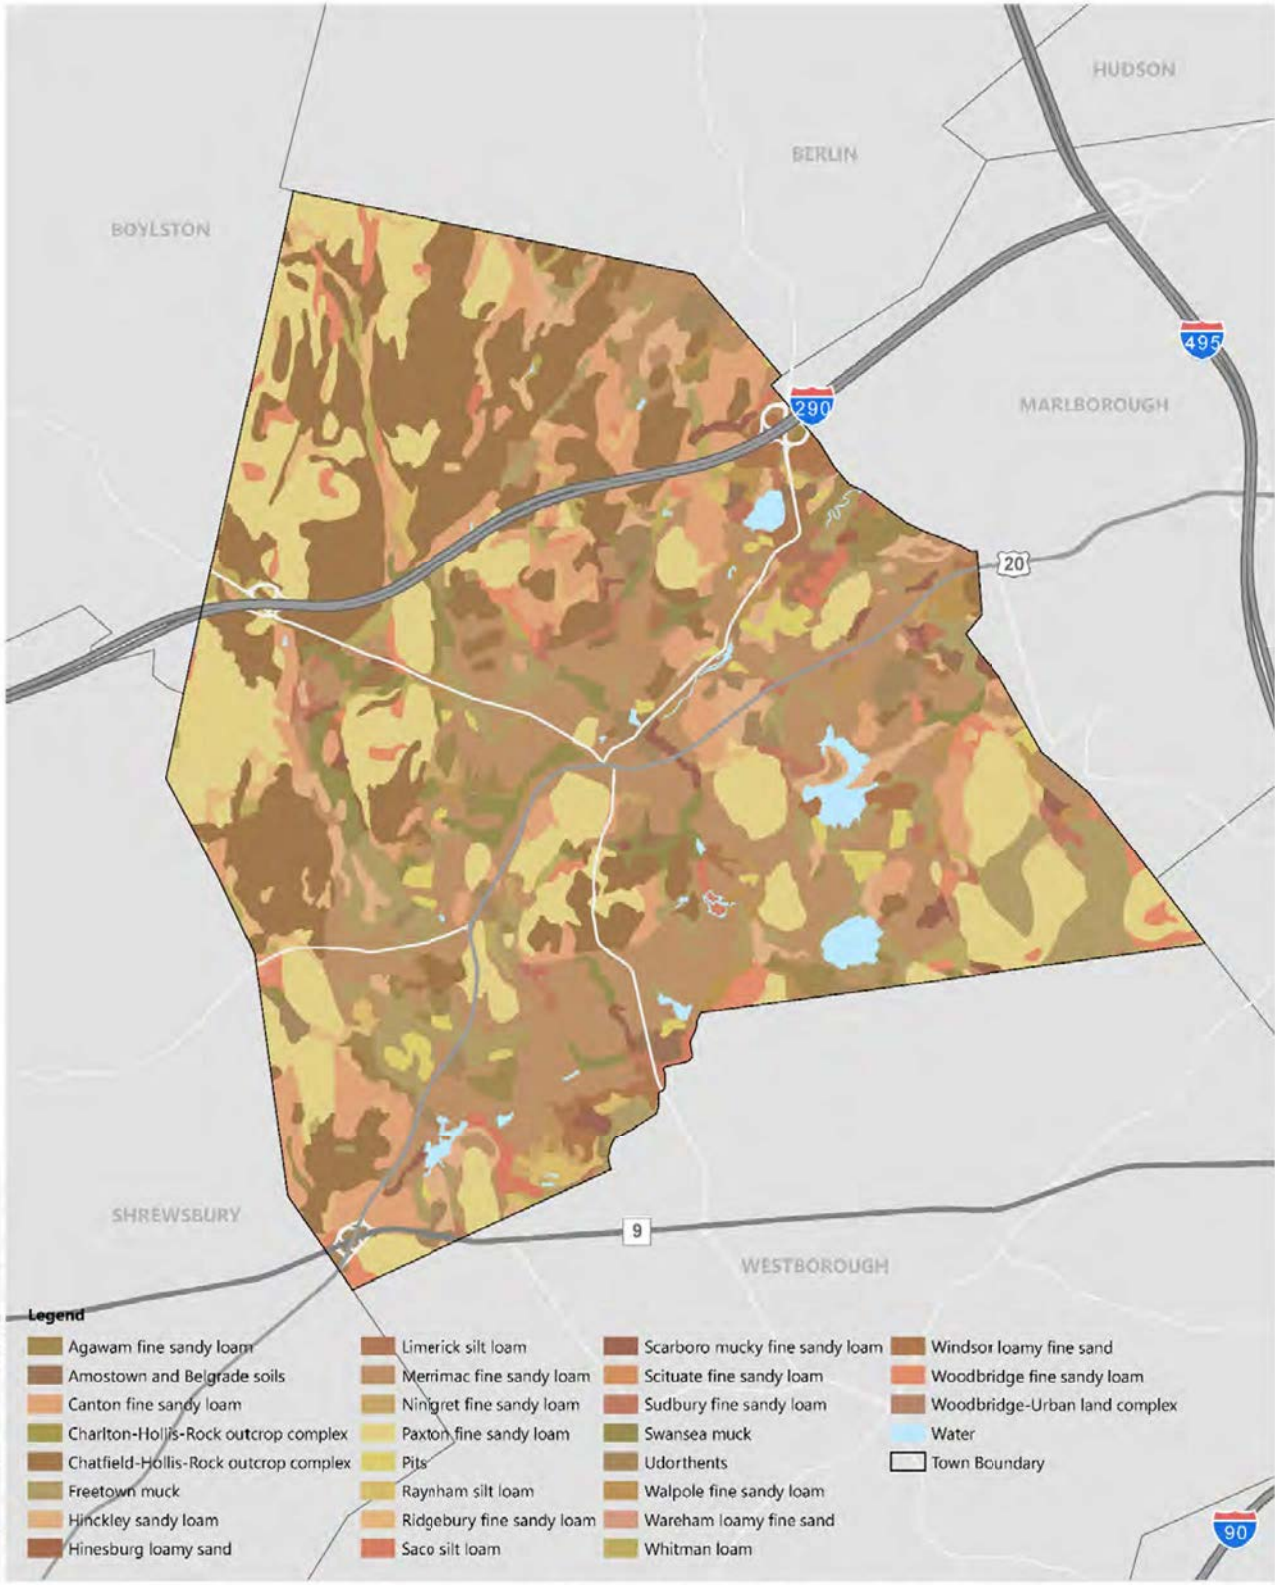 HUDSON
BERLIN
BOYLSTON
495
290
MARLBOROUGH
20
SHREWSBURY
9
WESTBOROUGH
Legend
Agawam fine sandy loam
Amostown and Belgrade soils
Canton fine sandy loam
Charlton-Hollis-Rock outcrop complex
Chatfield-Hollis-Rock outcrop complex
Freetown muck
Hinckley sandy loam
Hinesburg loamy sand
Limerick silt loam
Merrimac fine sandy loam
Ninigret fine sandy loam
Paxton fine sandy loam
Pits
Raynham silt loam
Ridgebury fine sandy loam
Saco silt loam
Scarboro mucky fine sandy loam
Scituate fine sandy loam
Sudbury fine sandy loam
Swansea muck
Udorthents
Walpole fine sandy loam
Wareham loamy fine sand
Whitman loam
Windsor loamy fine sand
Woodbridge fine sandy loam
Woodbridge-Urban land complex
Water
Town Boundary
90